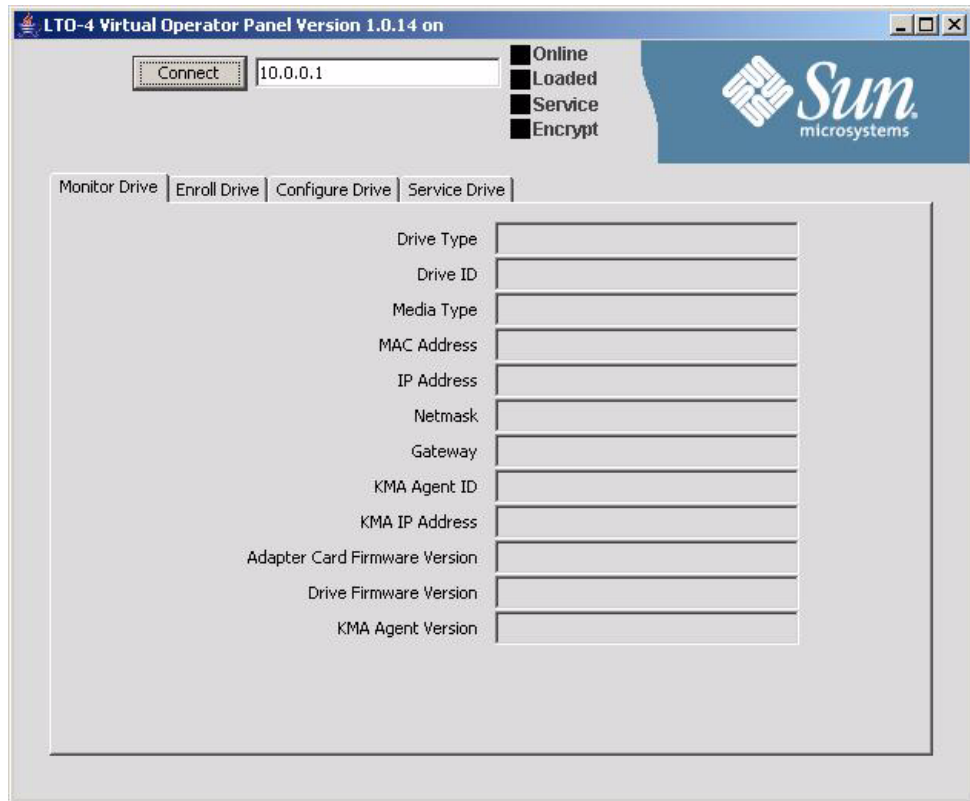 LTO-4 Virtual Operator Panel Version 1.0.14 on
Connect 10.0.0.1
Online
Loaded
Service
Encrypt
Sun
microsystems
Monitor Drive Enroll Drive Configure Drive Service Drive
Drive Type
Drive ID
Media Type
MAC Address
IP Address
Netmask
Gateway
KMA Agent ID
KMA IP Address
Adapter Card Firmware Version
Drive Firmware Version
KMA Agent Version